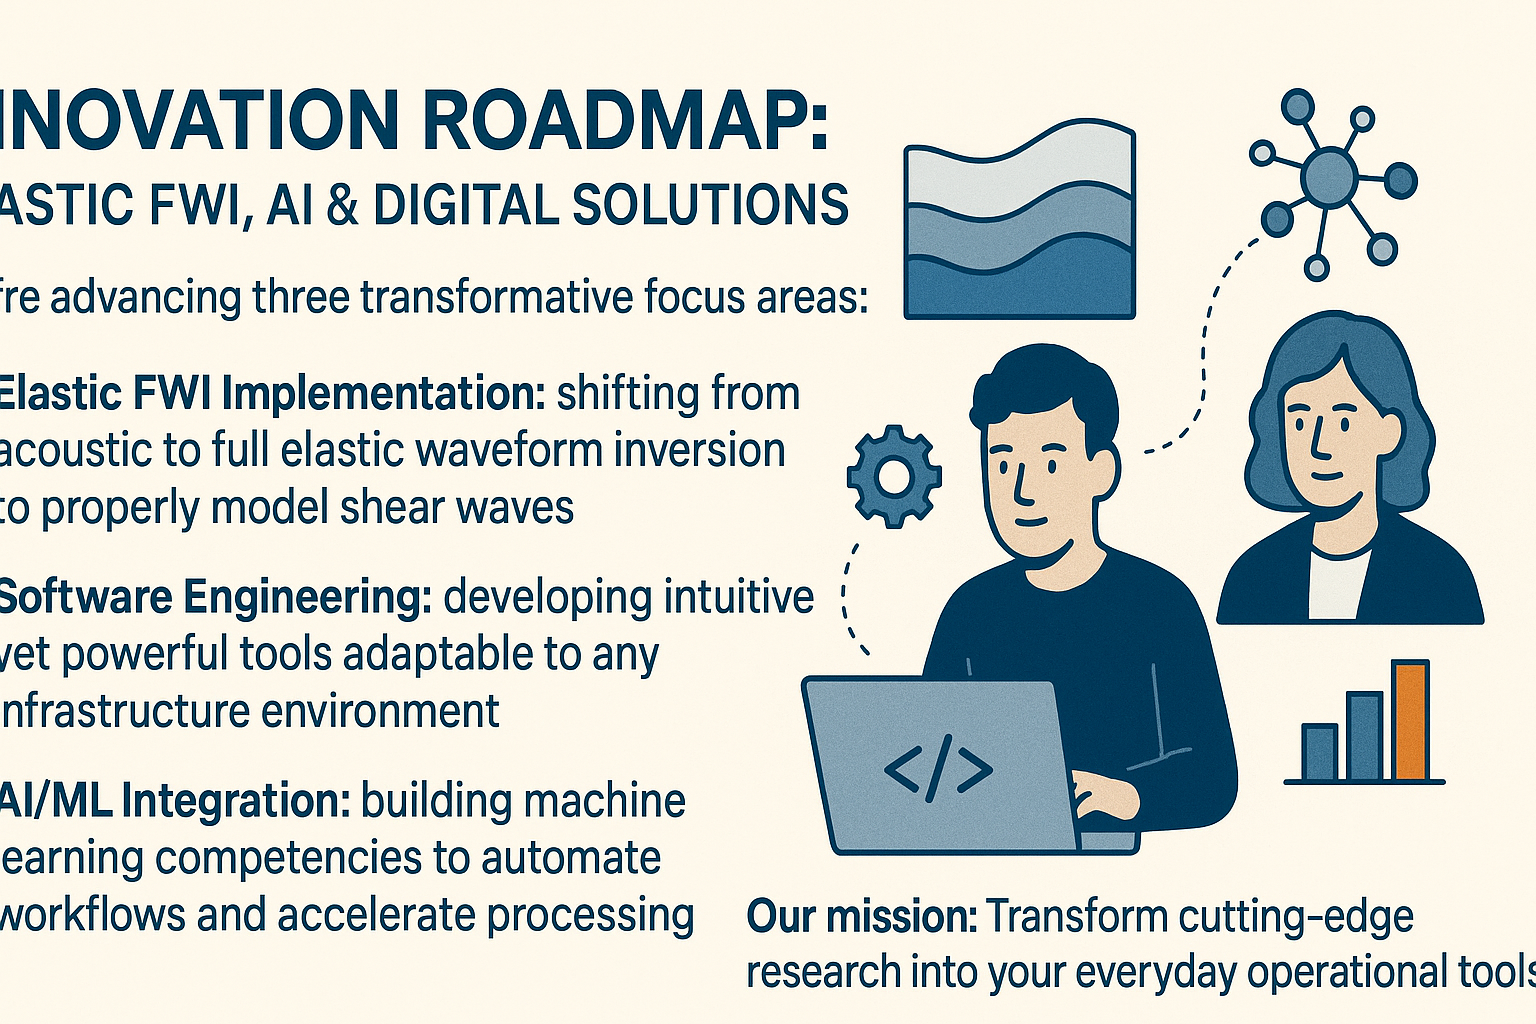 INNOVATION ROADMAP:
ASTIC FWI, AI & DIGITAL SOLUTIONS
're advancing three transformative focus areas:
Elastic FWI Implementation: shifting from
acoustic to full elastic waveform inversion
to properly model shear waves
Software Engineering: developing intuitive
yet powerful tools adaptable to any
nfrastructure environment
AI/ML Integration: building machine
earning competencies to automate
workflows and accelerate processing
</>
Our mission: Transform cutting-edge
research into your everyday operational tools